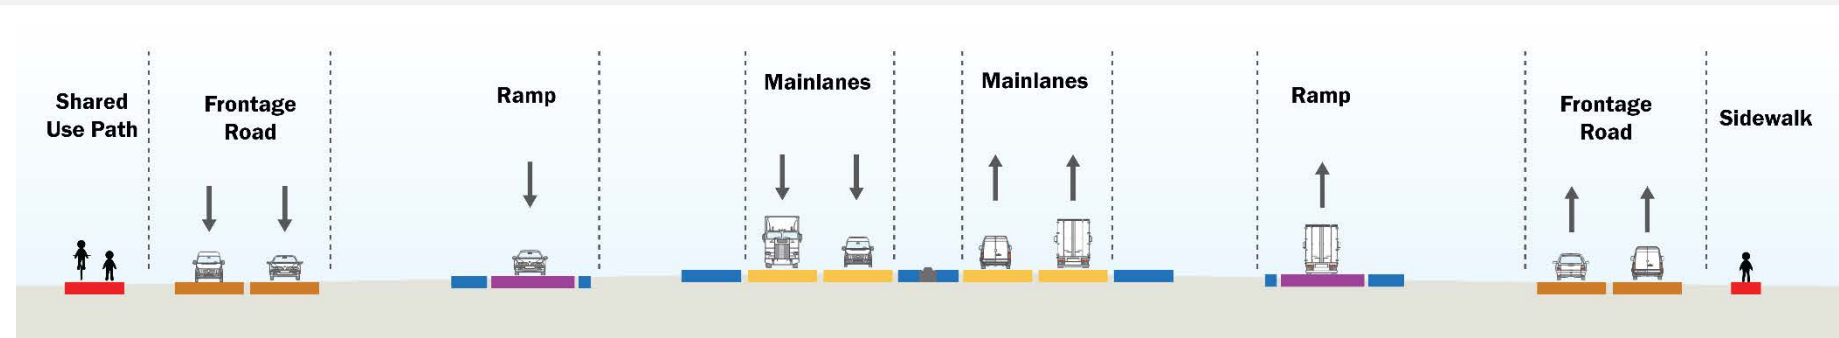 Shared
Use Path
Frontage
Road
Ramp
Mainlanes
Mainlanes
Ramp
Frontage
Road
Sidewalk